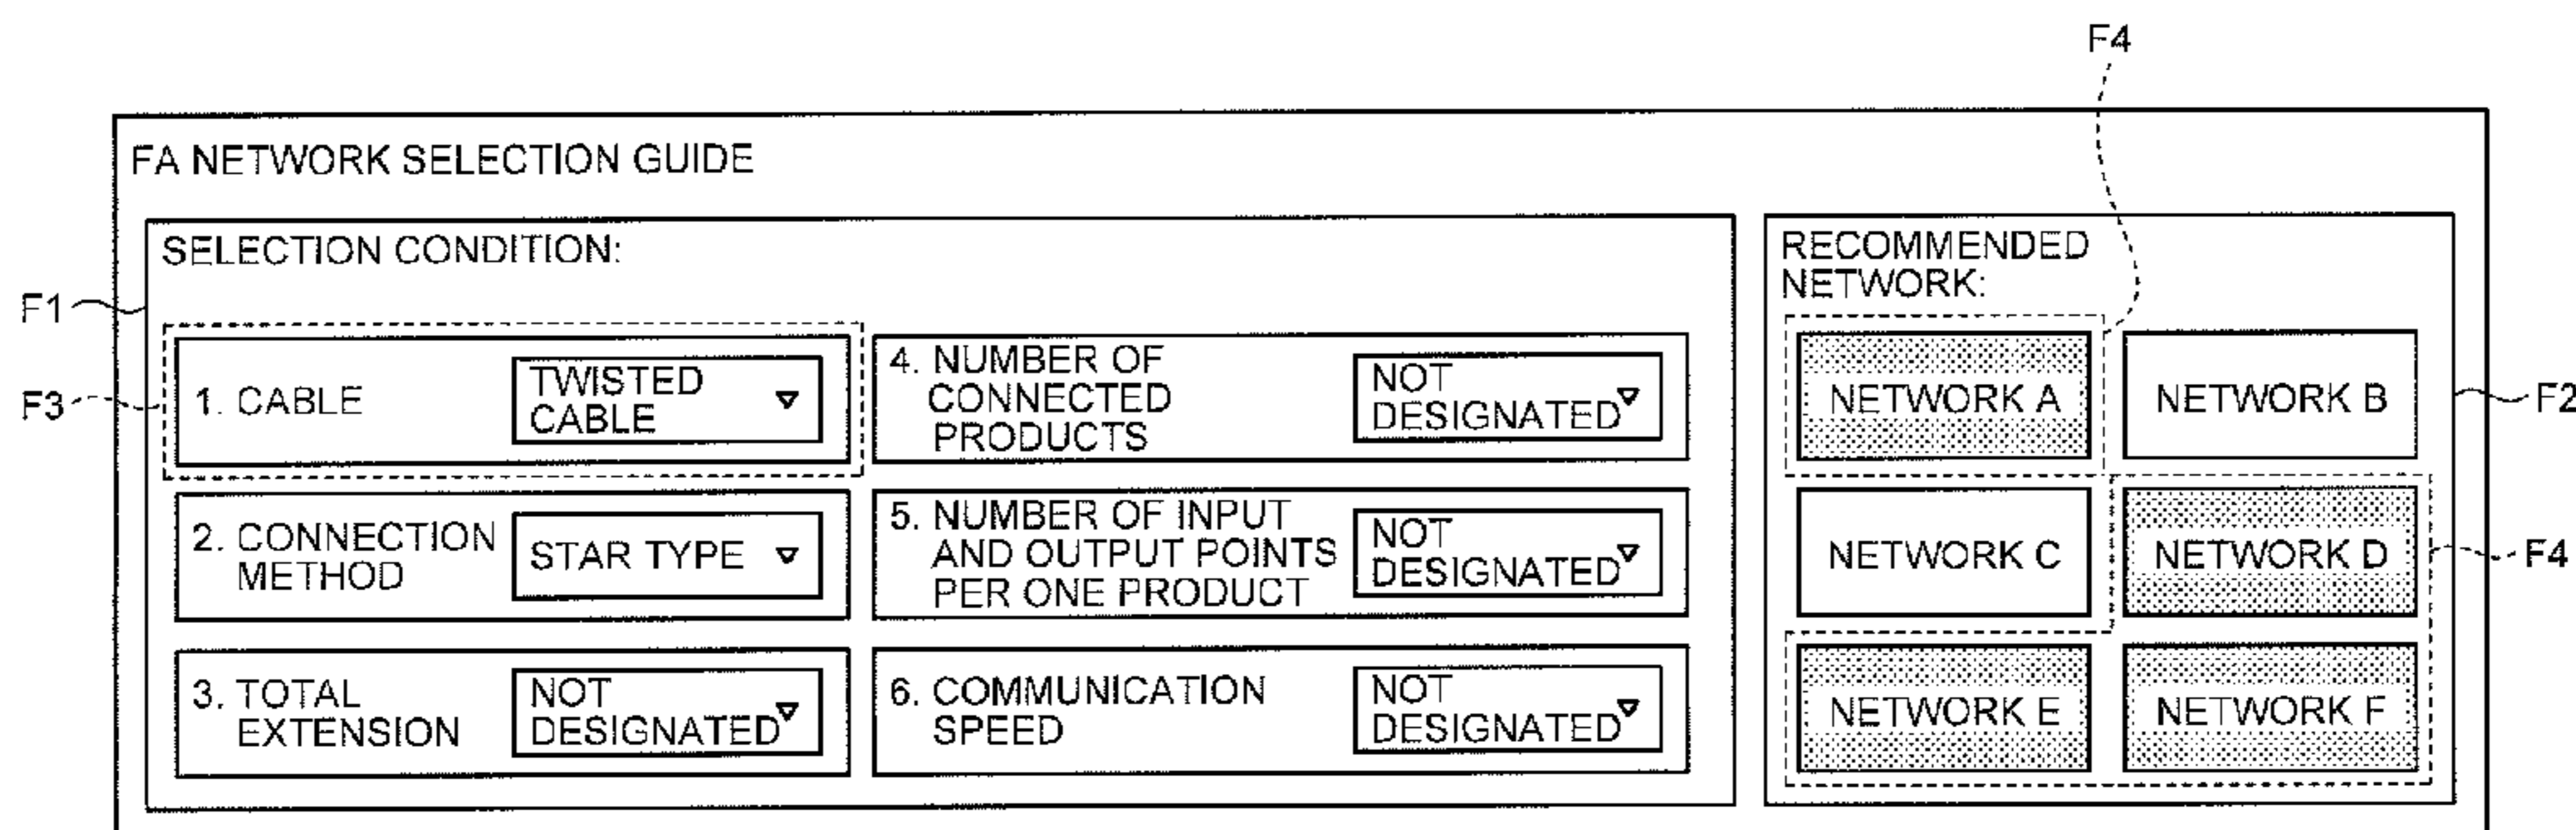 F4
FA NETWORK SELECTION GUIDE
SELECTION CONDITION:
F1
F3
1. CABLE
TWISTED
CABLE
▽
2. CONNECTION
METHOD
STAR TYPE ▽
3. TOTAL
EXTENSION
NOT
DESIGNATED▽
4. NUMBER OF
CONNECTED
PRODUCTS
NOT
DESIGNATED▽
5. NUMBER OF INPUT
AND OUTPUT POINTS
PER ONE PRODUCT
NOT
DESIGNATED▽
6. COMMUNICATION
SPEED
NOT
DESIGNATED▽
RECOMMENDED
NETWORK:
NETWORK A
NETWORK B
F2
NETWORK C
NETWORK D
F4
NETWORK E
NETWORK F